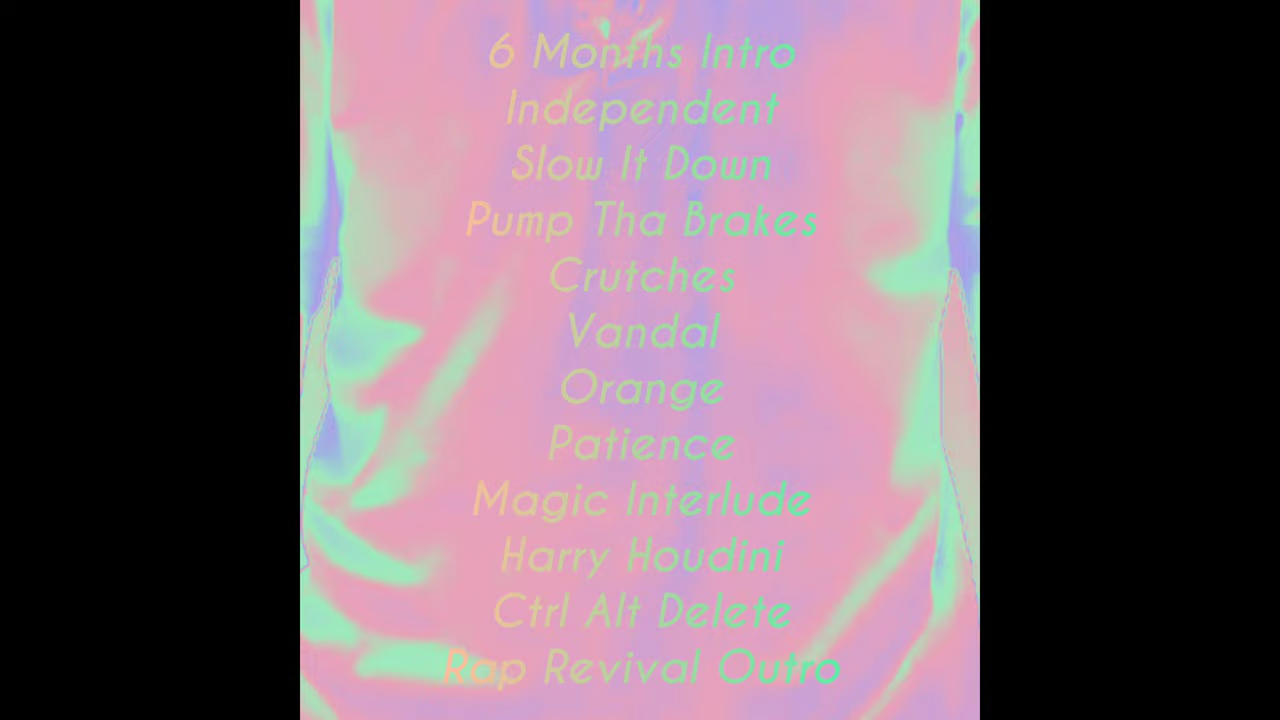 6 Months Intro
Independent
Slow It Down
Pump Tha Brakes
Crutches
Vandal
Orange
Patience
Magic Interlude
Harry Houdini
Ctrl Alt Delete
Rap Revival Outro